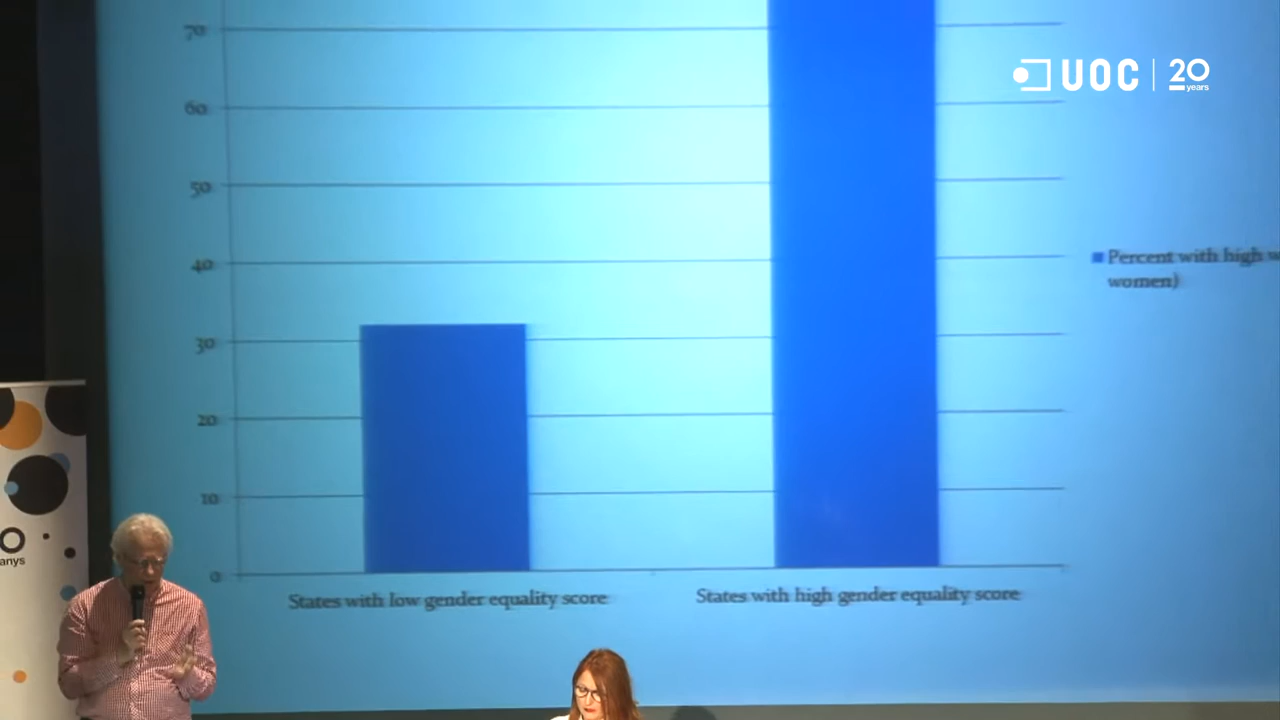 70
60
50
40
30
20
10
0
States with low gender equality score
States with high gender equality score
Percent with high
women)
UOC
20
years
anys